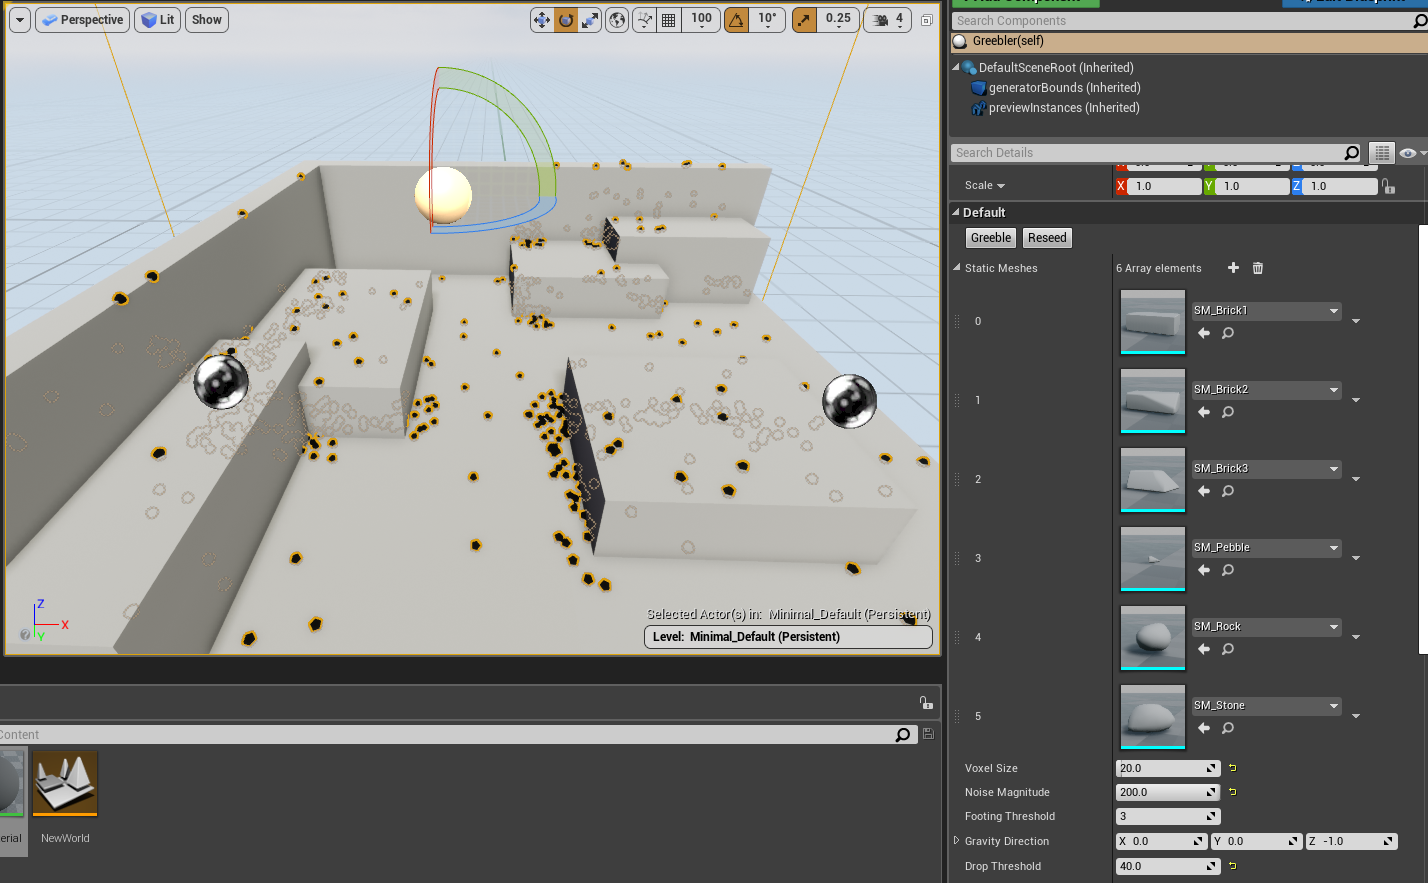 Perspective
Lit
Show
100
10°
0.25
4
Search Components
Greebler(self)
DefaultSceneRoot (Inherited)
generatorBounds (Inherited)
previewInstances (Inherited)
Search Details
Scale
X 1.0
Y 1.0
Z 1.0
Default
Greeble
Reseed
Static Meshes
6 Array elements
0
SM_Brick1
1
SM_Brick2
2
SM_Brick3
3
SM_Pebble
4
SM_Rock
5
SM_Stone
Voxel Size
20.0
Noise Magnitude
200.0
Footing Threshold
3
Gravity Direction
X 0.0
Y 0.0
Z -1.0
Drop Threshold
40.0
Z
X
Y
Selected Actor(s) in: Minimal_Default (Persistent)
Level: Minimal_Default (Persistent)
Content
erial
NewWorld